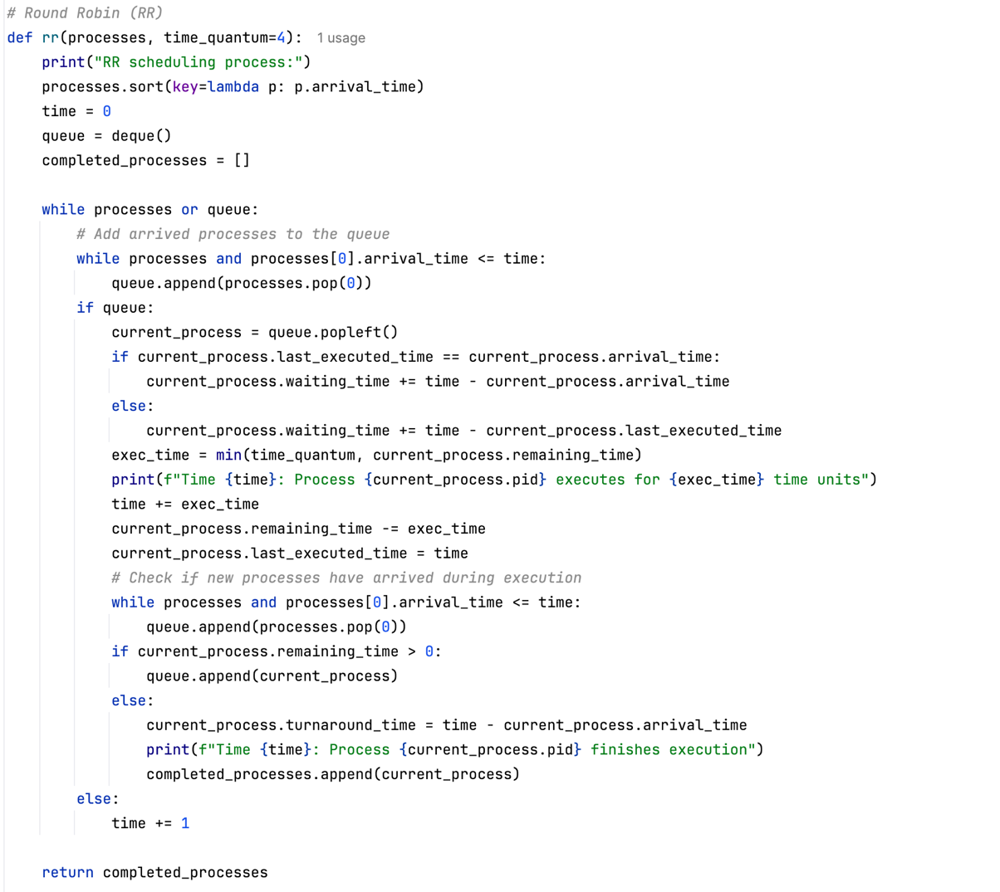 # Round Robin (RR)
def rr(processes, time_quantum=4):  1 usage
    print("RR scheduling process:")
    processes.sort(key=lambda p: p.arrival_time)
    time = 0
    queue = deque()
    completed_processes = []

    while processes or queue:
        # Add arrived processes to the queue
        while processes and processes[0].arrival_time <= time:
            queue.append(processes.pop(0))
        if queue:
            current_process = queue.popleft()
            if current_process.last_executed_time == current_process.arrival_time:
                current_process.waiting_time += time - current_process.arrival_time
            else:
                current_process.waiting_time += time - current_process.last_executed_time
            exec_time = min(time_quantum, current_process.remaining_time)
            print(f"Time {time}: Process {current_process.pid} executes for {exec_time} time units")
            time += exec_time
            current_process.remaining_time -= exec_time
            current_process.last_executed_time = time
            # Check if new processes have arrived during execution
            while processes and processes[0].arrival_time <= time:
                queue.append(processes.pop(0))
            if current_process.remaining_time > 0:
                queue.append(current_process)
            else:
                current_process.turnaround_time = time - current_process.arrival_time
                print(f"Time {time}: Process {current_process.pid} finishes execution")
                completed_processes.append(current_process)
        else:
            time += 1

    return completed_processes